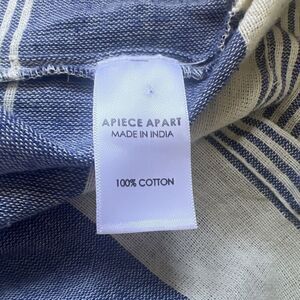 APIECE APART
MADE IN INDIA
100% COTTON